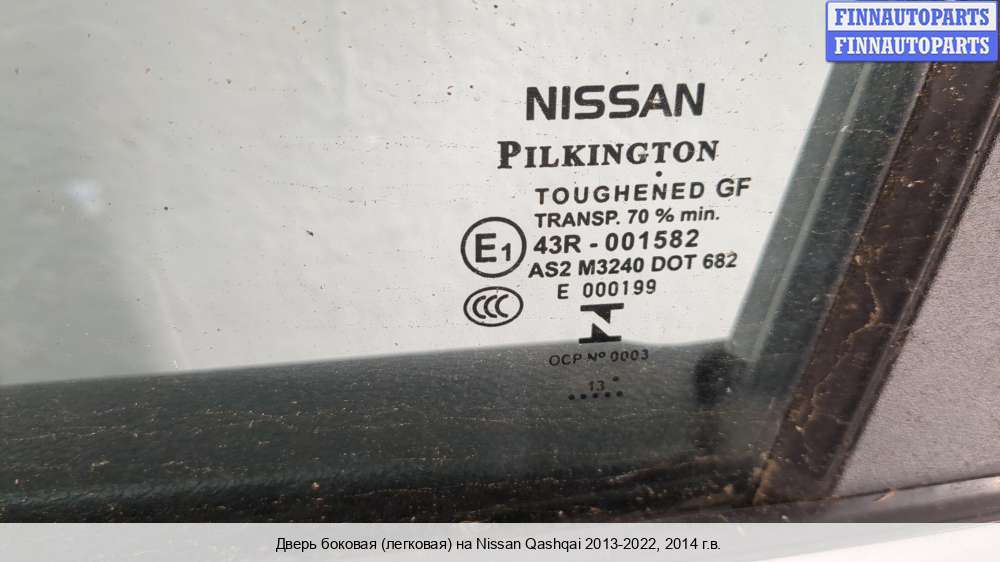 FINNAUTOPARTS
FINNAUTOPARTS
NISSAN
PILKINGTON
TOUGHENED GF
TRANSP. 70 % min.
E1 43R - 001582
AS2 M3240 DOT 682
E 000199
CCC
OCP Nº 0003
13
Дверь боковая (легковая) на Nissan Qashqai 2013-2022, 2014 г.в.